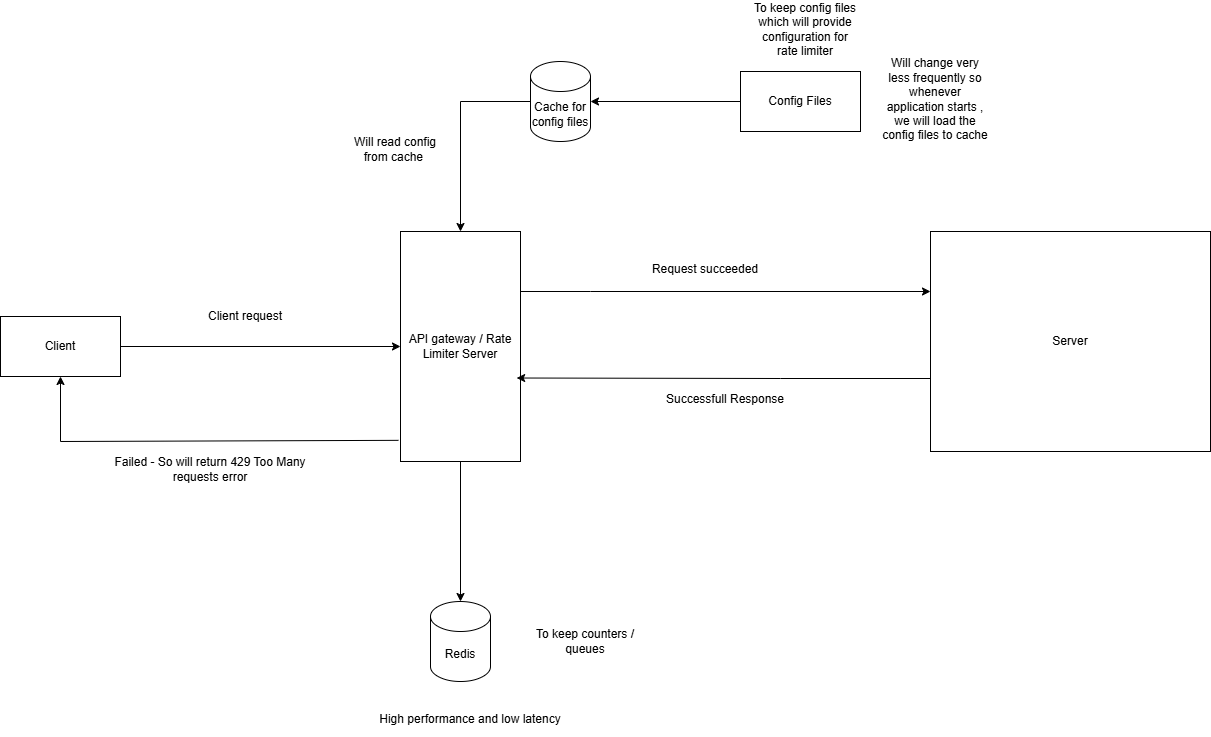 To keep config files
which will provide
configuration for
rate limiter
Will change very
less frequently so
whenever
application starts ,
we will load the
config files to cache
Config Files
Cache for
config files
Will read config
from cache
Request succeeded
Client request
Client
API gateway / Rate
Limiter Server
Server
Successfull Response
Failed - So will return 429 Too Many
requests error
To keep counters /
queues
Redis
High performance and low latency